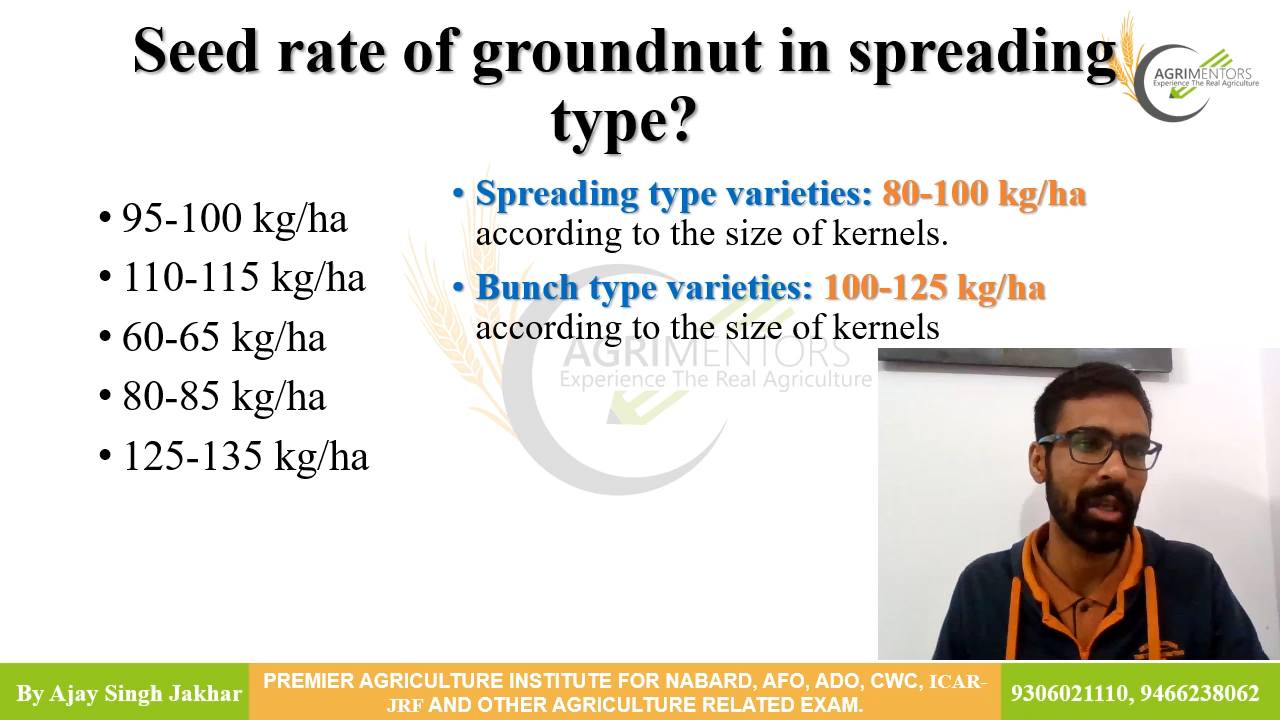 Seed rate of groundnut in spreading
type?
AGRIMENTORS
Experience The Real Agriculture
• 95-100 kg/ha
• 110-115 kg/ha
• 60-65 kg/ha
• 80-85 kg/ha
• 125-135 kg/ha
• Spreading type varieties: 80-100 kg/ha
according to the size of kernels.
• Bunch type varieties: 100-125 kg/ha
according to the size of kernels
AGRIMENTORS
Experience The Real Agriculture
By Ajay Singh Jakhar
PREMIER AGRICULTURE INSTITUTE FOR NABARD, AFO, ADO, CWC, ICAR-
JRF AND OTHER AGRICULTURE RELATED EXAM.
9306021110, 9466238062